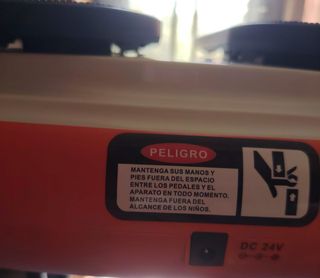 PELIGRO
MANTENGA SUS MANOS Y
PIES FUERA DEL ESPACIO
ENTRE LOS PEDALES Y EL
APARATO EN TODO MOMENTO.
MANTENGA FUERA DEL
ALCANCE DE LOS NIÑOS.
DC 24V